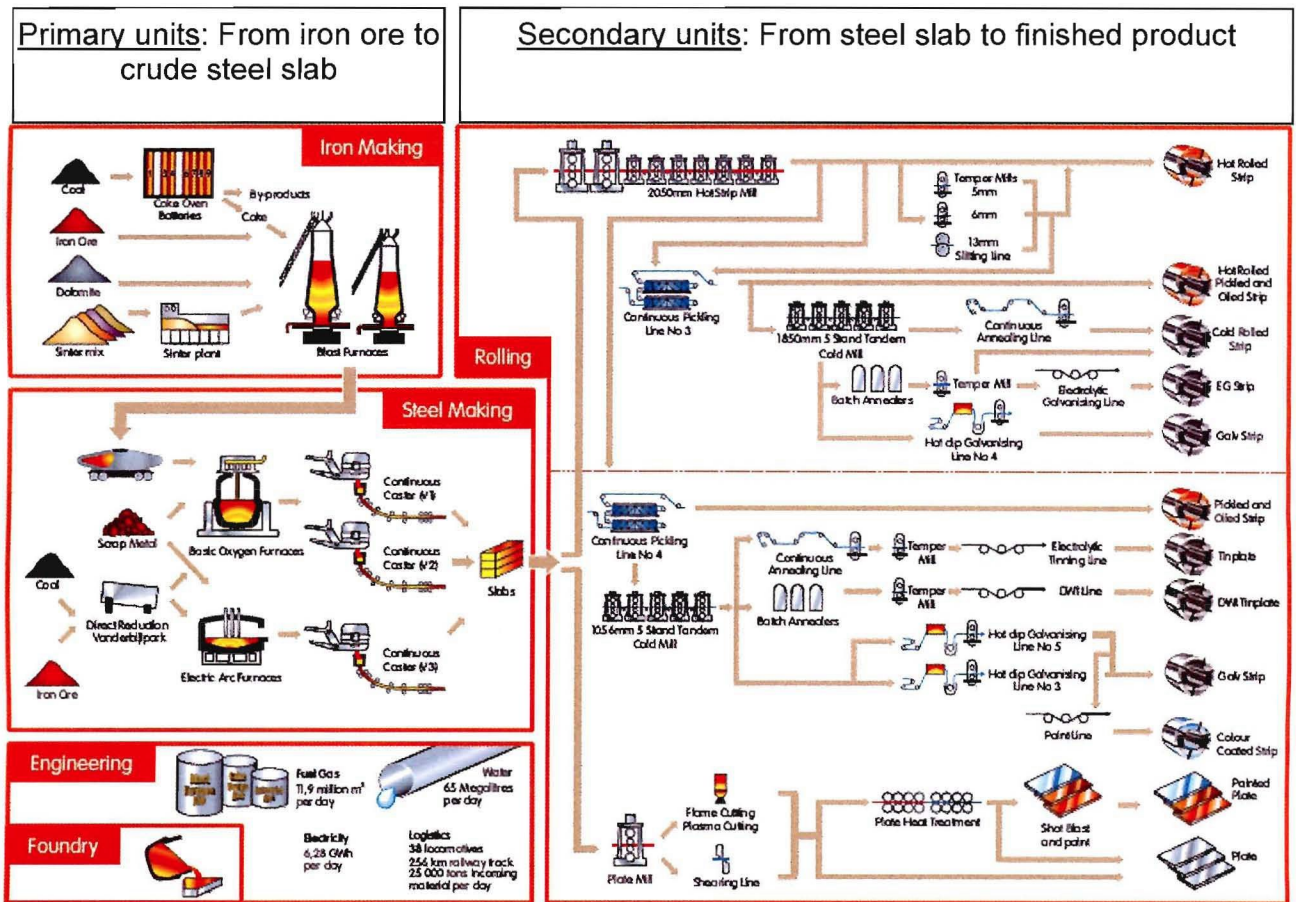 Primary units: From iron ore to
crude steel slab
Secondary units: From steel slab to finished product
Iron Making
Coal
Coke Oven
Batteries
By-products
Coke
Iron Ore
Dolomite
Sinter mix
Sinter plant
Blast Furnaces
Steel Making
Scrap Metal
Basic Oxygen Furnaces
Continuous
Caster (V1)
Continuous
Caster (V2)
Continuous
Caster (V3)
Slabs
Coal
Direct Reduction
Vanderbijlpark
Iron Ore
Electric Arc Furnaces
Engineering
Fuel Gas
11,9 million m³
per day
Water
65 Megalitres
per day
Foundry
Electricity
6,28 GWh
per day
Logistics
38 locomotives
256 km railway track
25 000 tons incoming
material per day
Rolling
2050mm Hot Strip Mill
Temper Mills
5mm
6mm
13mm
Slitting Line
Hot Rolled
Strip
Continuous Pickling
Line No 3
Hot Rolled
Pickled and
Oiled Strip
1850mm 5 Stand Tandem
Cold Mill
Continuous
Annealing Line
Cold Rolled
Strip
Batch Annealers
Temper Mill
Electrolytic
Galvanising Line
EG Strip
Hot dip Galvanising
Line No 4
Galv Strip
Continuous Pickling
Line No 4
Pickled and
Oiled Strip
Continuous
Annealing Line
Temper
Mill
Electrolytic
Tinning Line
Tinplate
1056mm 5 Stand Tandem
Cold Mill
Batch Annealers
Temper
Mill
DWI Line
DWI Tinplate
Hot dip Galvanising
Line No 5
Hot dip Galvanising
Line No 3
Galv Strip
Paint Line
Colour
Coated Strip
Plate Mill
Flame Cutting
Plasma Cutting
Shearing Line
Plate Heat Treatment
Shot Blast
and paint
Painted
Plate
Plate